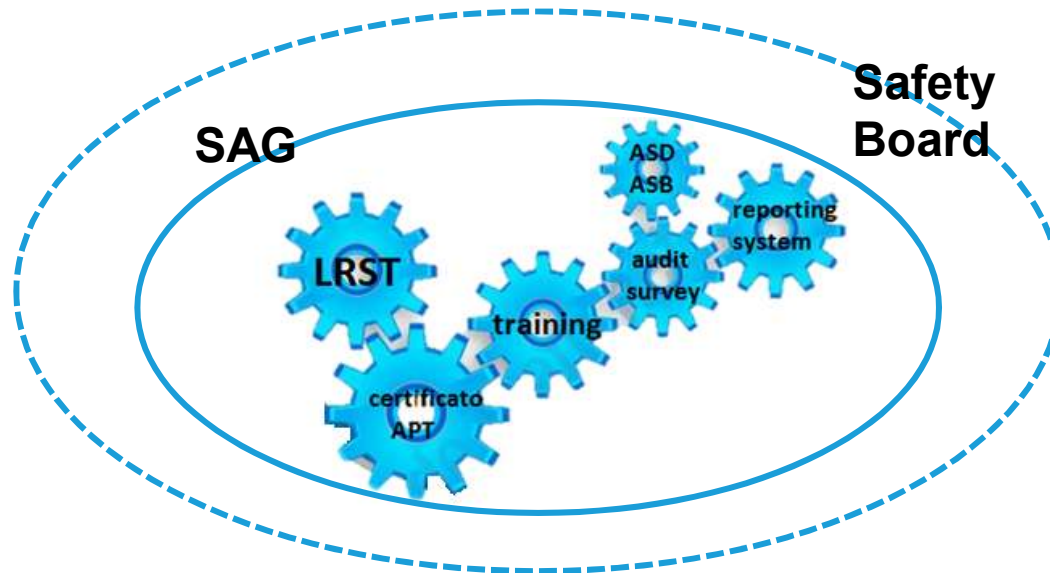 Safety
Board
SAG
ASD
ASB
reporting
system
audit
survey
LRST
training
certificato
APT